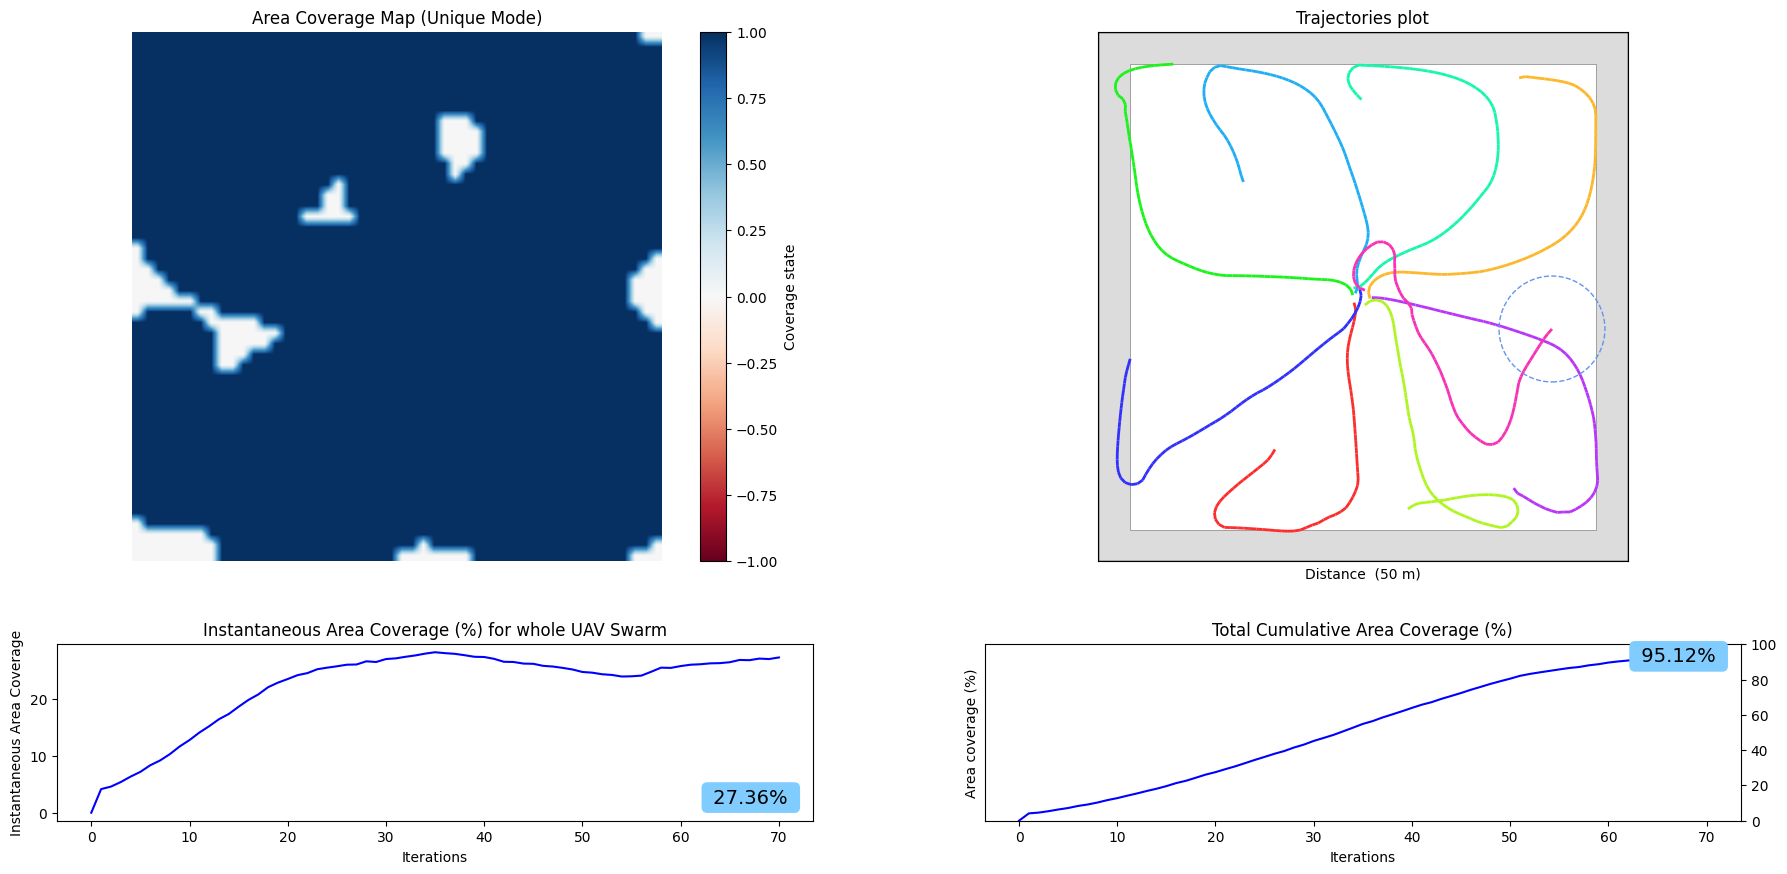 Area Coverage Map (Unique Mode)
1.00
0.75
0.50
0.25
0.00
−0.25
−0.50
−0.75
−1.00
Coverage state
Trajectories plot
Distance  (50 m)
Instantaneous Area Coverage (%) for whole UAV Swarm
Instantaneous Area Coverage
20
10
0
27.36%
0 10 20 30 40 50 60 70
Iterations
Total Cumulative Area Coverage (%)
Area coverage (%)
95.12%
100
80
60
40
20
0
0 10 20 30 40 50 60 70
Iterations